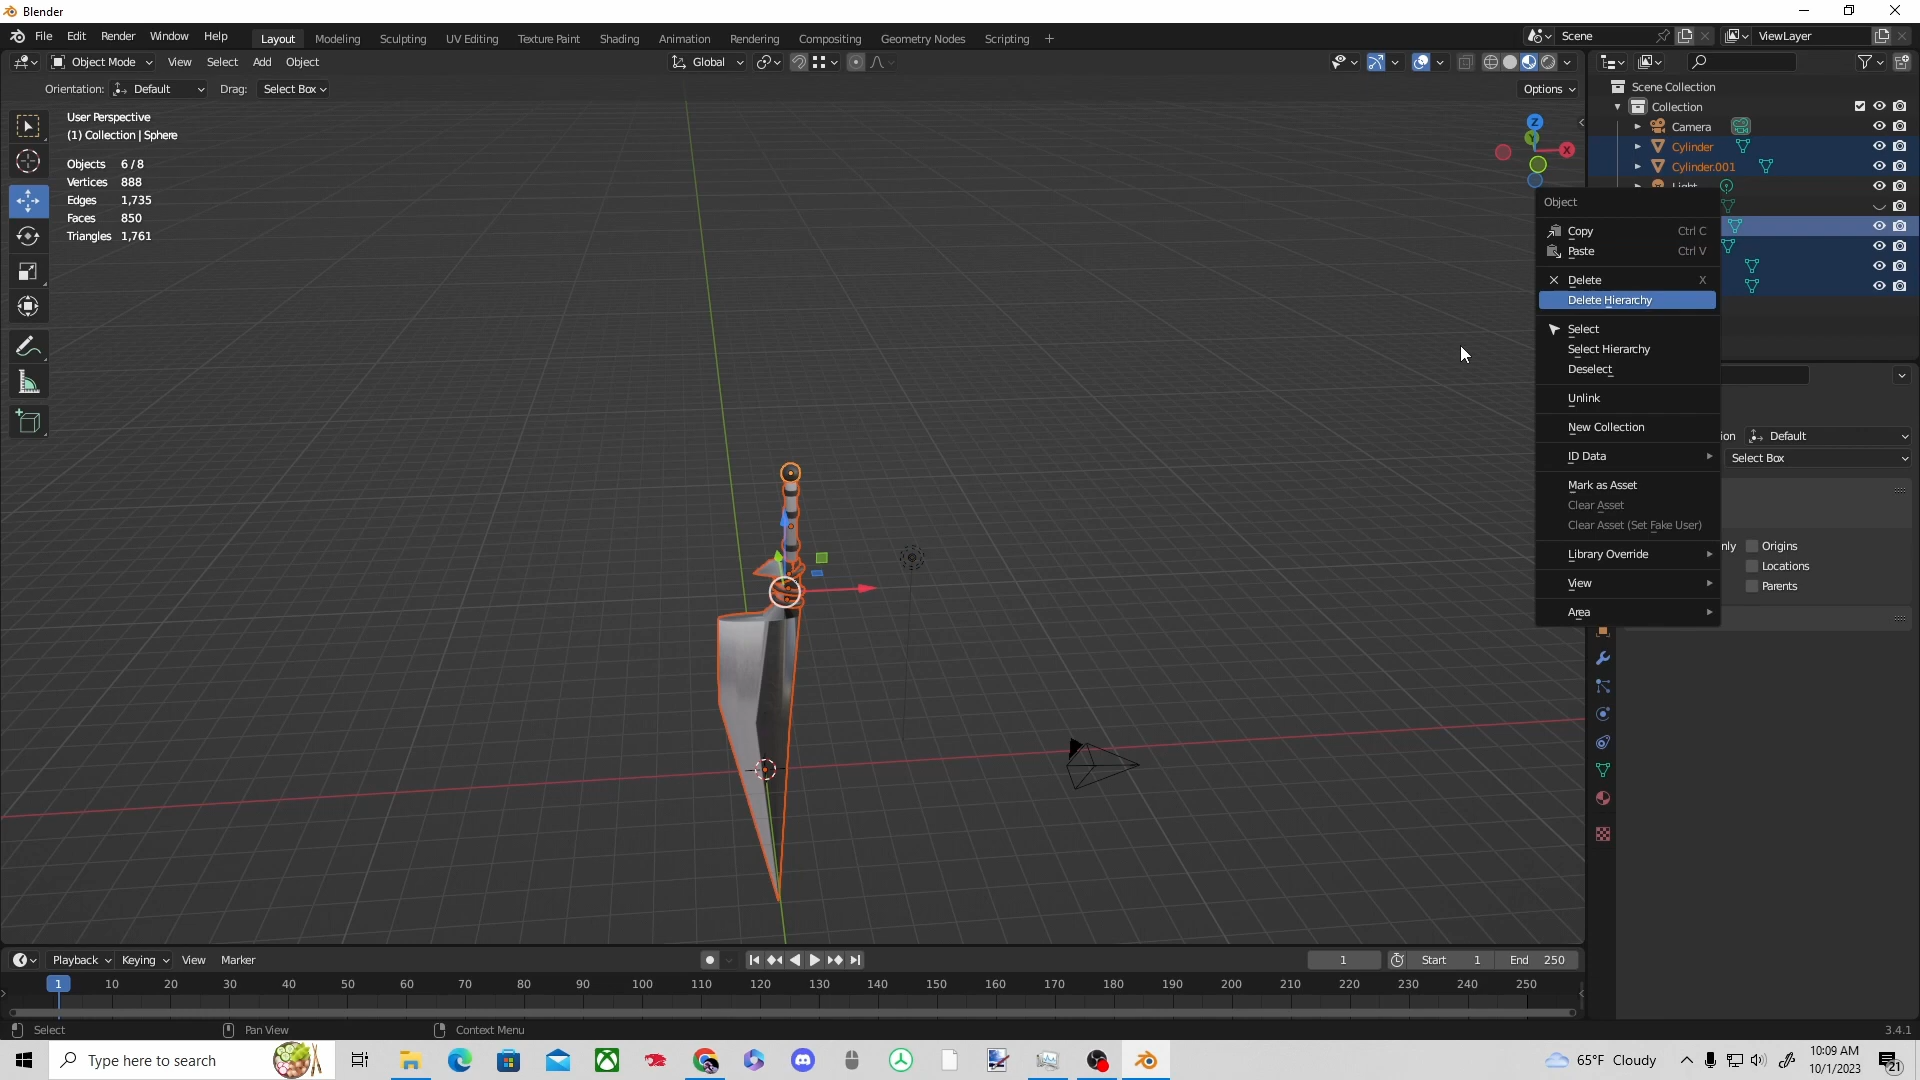 Blender
File Edit Render Window Help Layout Modeling Sculpting UV Editing Texture Paint Shading Animation Rendering Compositing Geometry Nodes Scripting + Scene ViewLayer
Object Mode View Select Add Object Global
Orientation: Default Drag: Select Box Options
User Perspective
(1) Collection | Sphere
Objects 6 / 8
Vertices 888
Edges 1,735
Faces 850
Triangles 1,761
Z
Y
X
Scene Collection
Collection
Camera
Cylinder
Cylinder.001
Light
Object
Copy Ctrl C
Paste Ctrl V
Delete X
Delete Hierarchy
Select
Select Hierarchy
Deselect
Unlink
New Collection
ID Data
Mark as Asset
Clear Asset
Clear Asset (Set Fake User)
Library Override
View
Area
ion Default
Select Box
nly Origins
Locations
Parents
Playback Keying View Marker 1 Start 1 End 250
1 10 20 30 40 50 60 70 80 90 100 110 120 130 140 150 160 170 180 190 200 210 220 230 240 250
Select Pan View Context Menu 3.4.1
Type here to search 65°F Cloudy 10:09 AM
10/1/2023 21